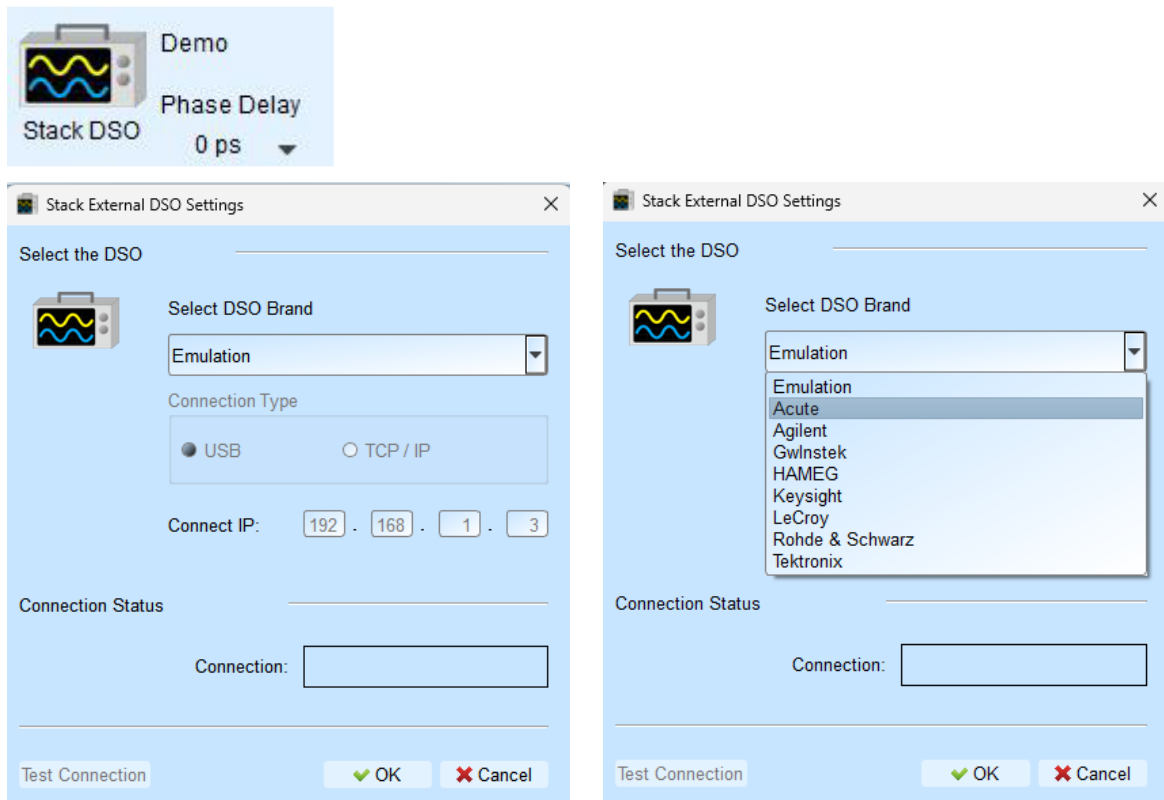 Demo
Phase Delay
Stack DSO
0 ps
Stack External DSO Settings
Select the DSO
Select DSO Brand
Emulation
Connection Type
USB
TCP / IP
Connect IP: 192 . 168 . 1 . 3
Connection Status
Connection:
Test Connection
OK
Cancel
Stack External DSO Settings
Select the DSO
Select DSO Brand
Emulation
Emulation
Acute
Agilent
GwInstek
HAMEG
Keysight
LeCroy
Rohde & Schwarz
Tektronix
Connection Status
Connection:
Test Connection
OK
Cancel